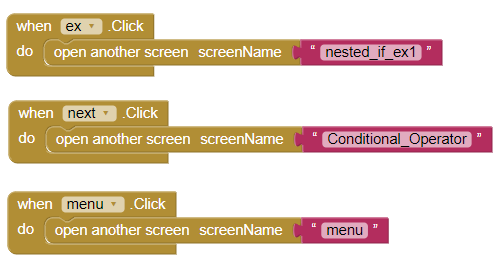 when ex .Click
do open another screen screenName " nested_if_ex1 "
when next .Click
do open another screen screenName " Conditional_Operator "
when menu .Click
do open another screen screenName " menu "